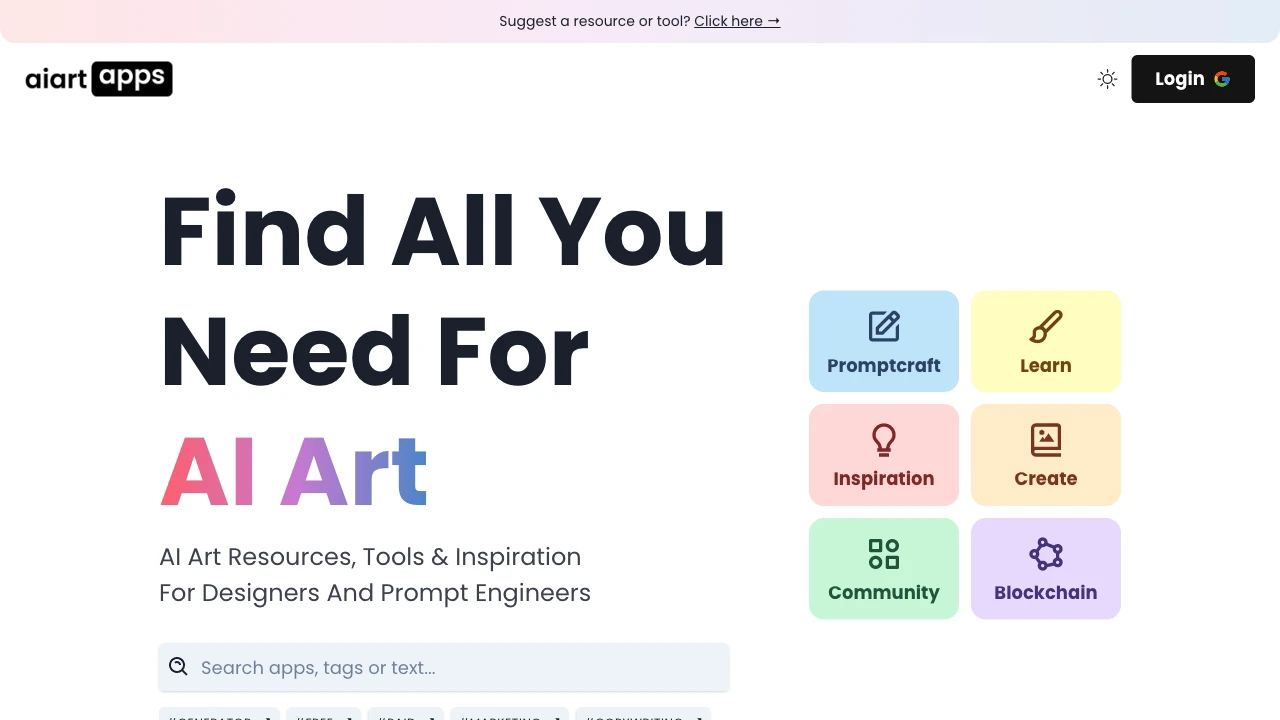 Suggest a resource or tool? Click here →
aiart apps
Login
Find All You
Need For
AI Art
AI Art Resources, Tools & Inspiration
For Designers And Prompt Engineers
Search apps, tags or text...
Promptcraft
Learn
Inspiration
Create
Community
Blockchain